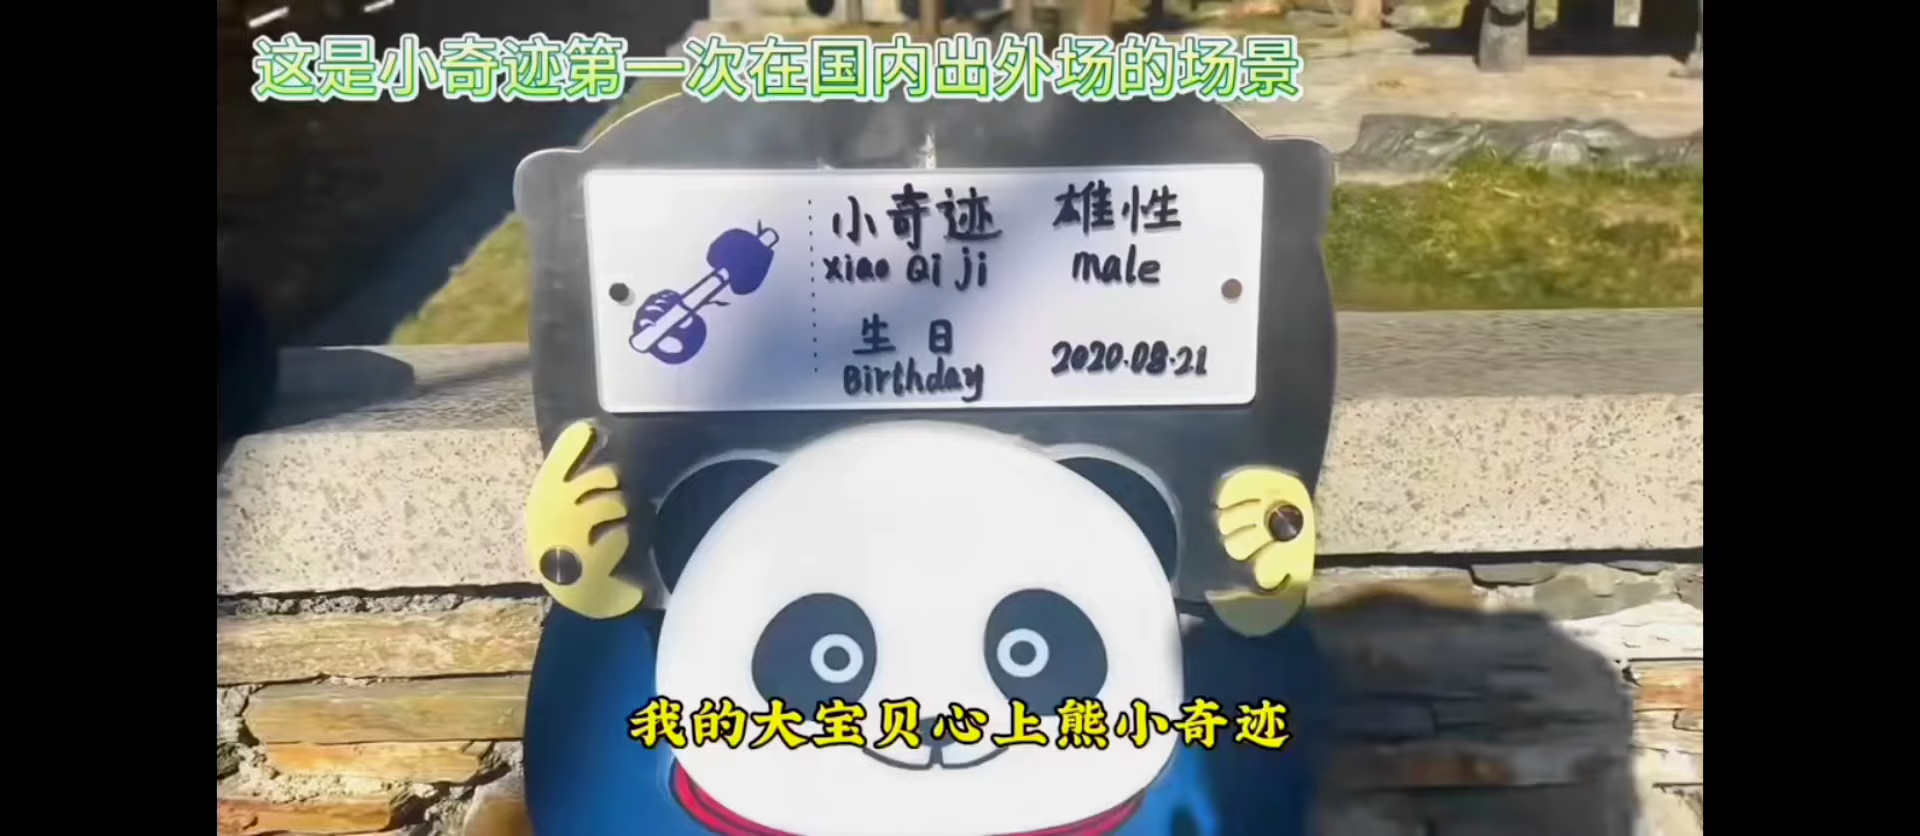 这是小奇迹第一次在国内出外场的场景
小奇迹 雄性
xiao Qi ji male
生日
Birthday 2020.08.21
我的大宝贝心上熊小奇迹